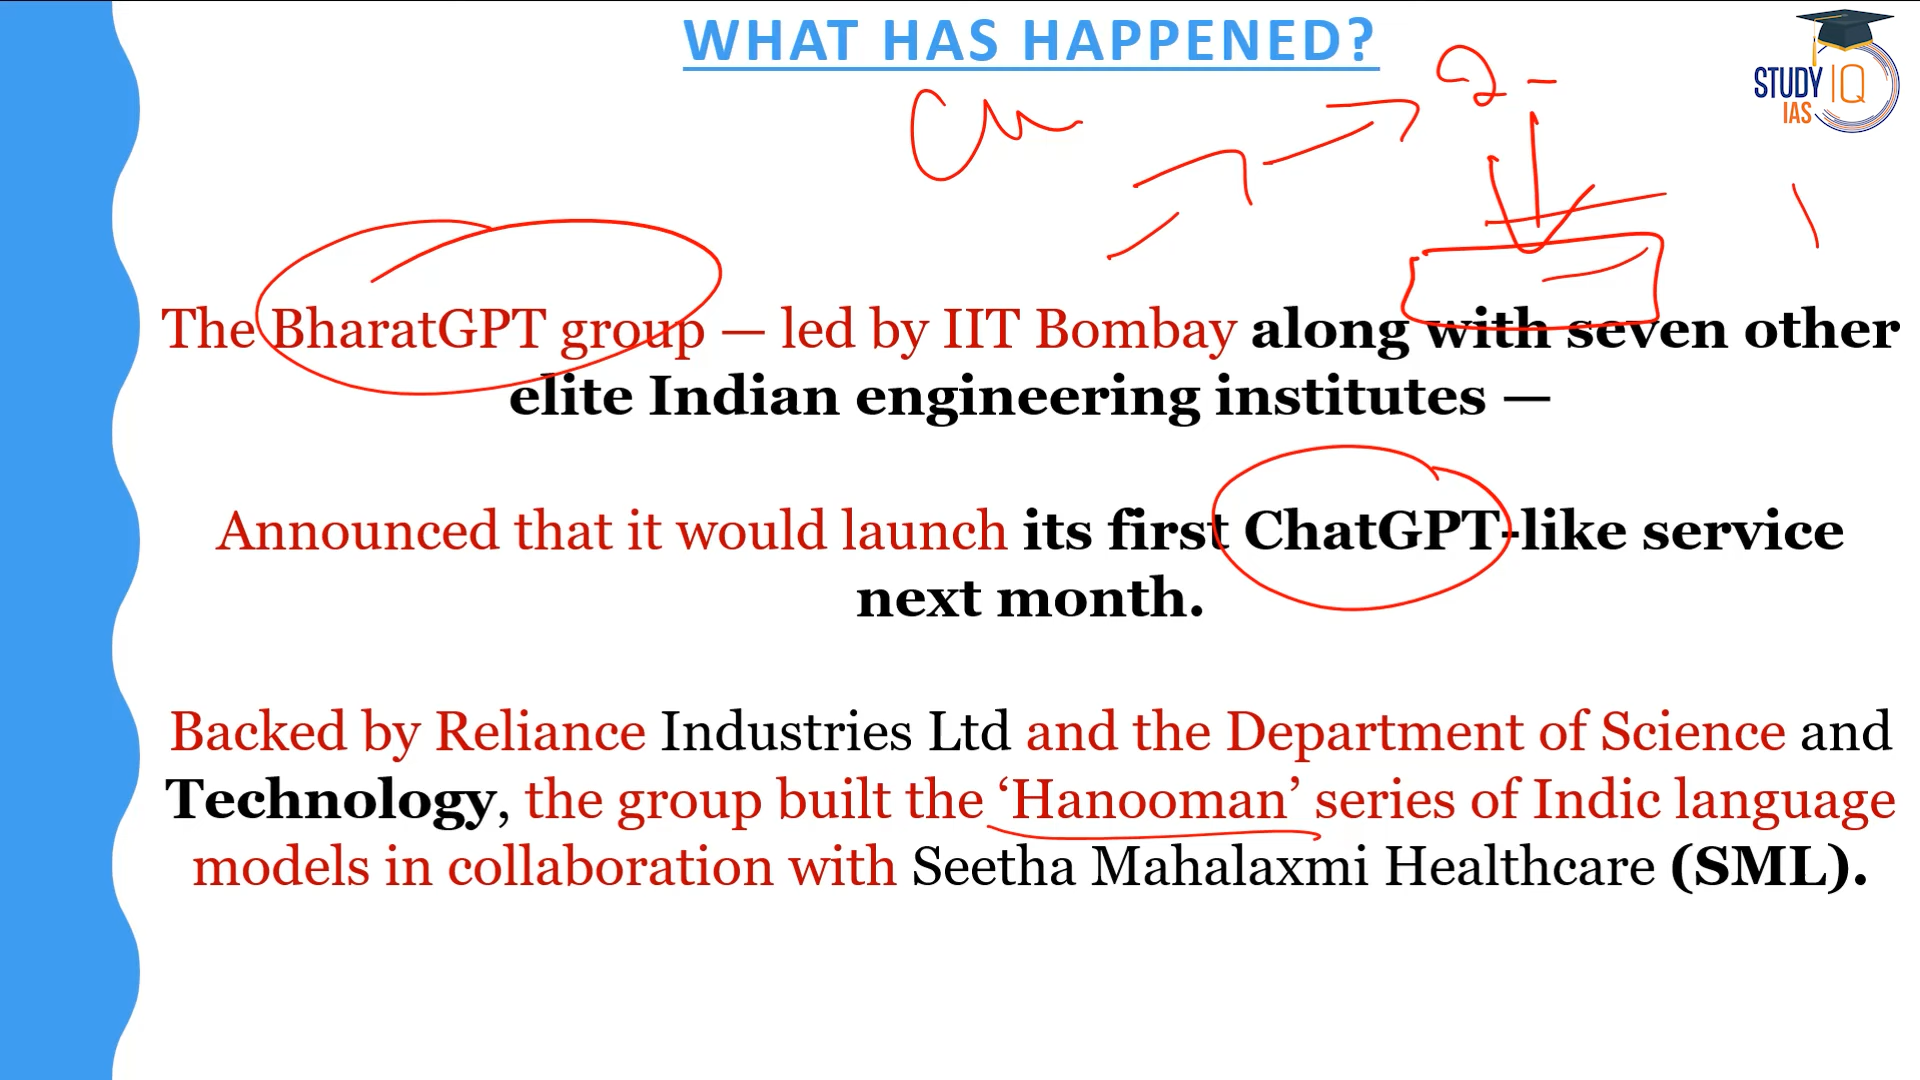 WHAT HAS HAPPENED?
STUDY IQ
IAS
The BharatGPT group — led by IIT Bombay along with seven other
elite Indian engineering institutes —
Announced that it would launch its first ChatGPT-like service
next month.
Backed by Reliance Industries Ltd and the Department of Science and
Technology, the group built the ‘Hanooman’ series of Indic language
models in collaboration with Seetha Mahalaxmi Healthcare (SML).